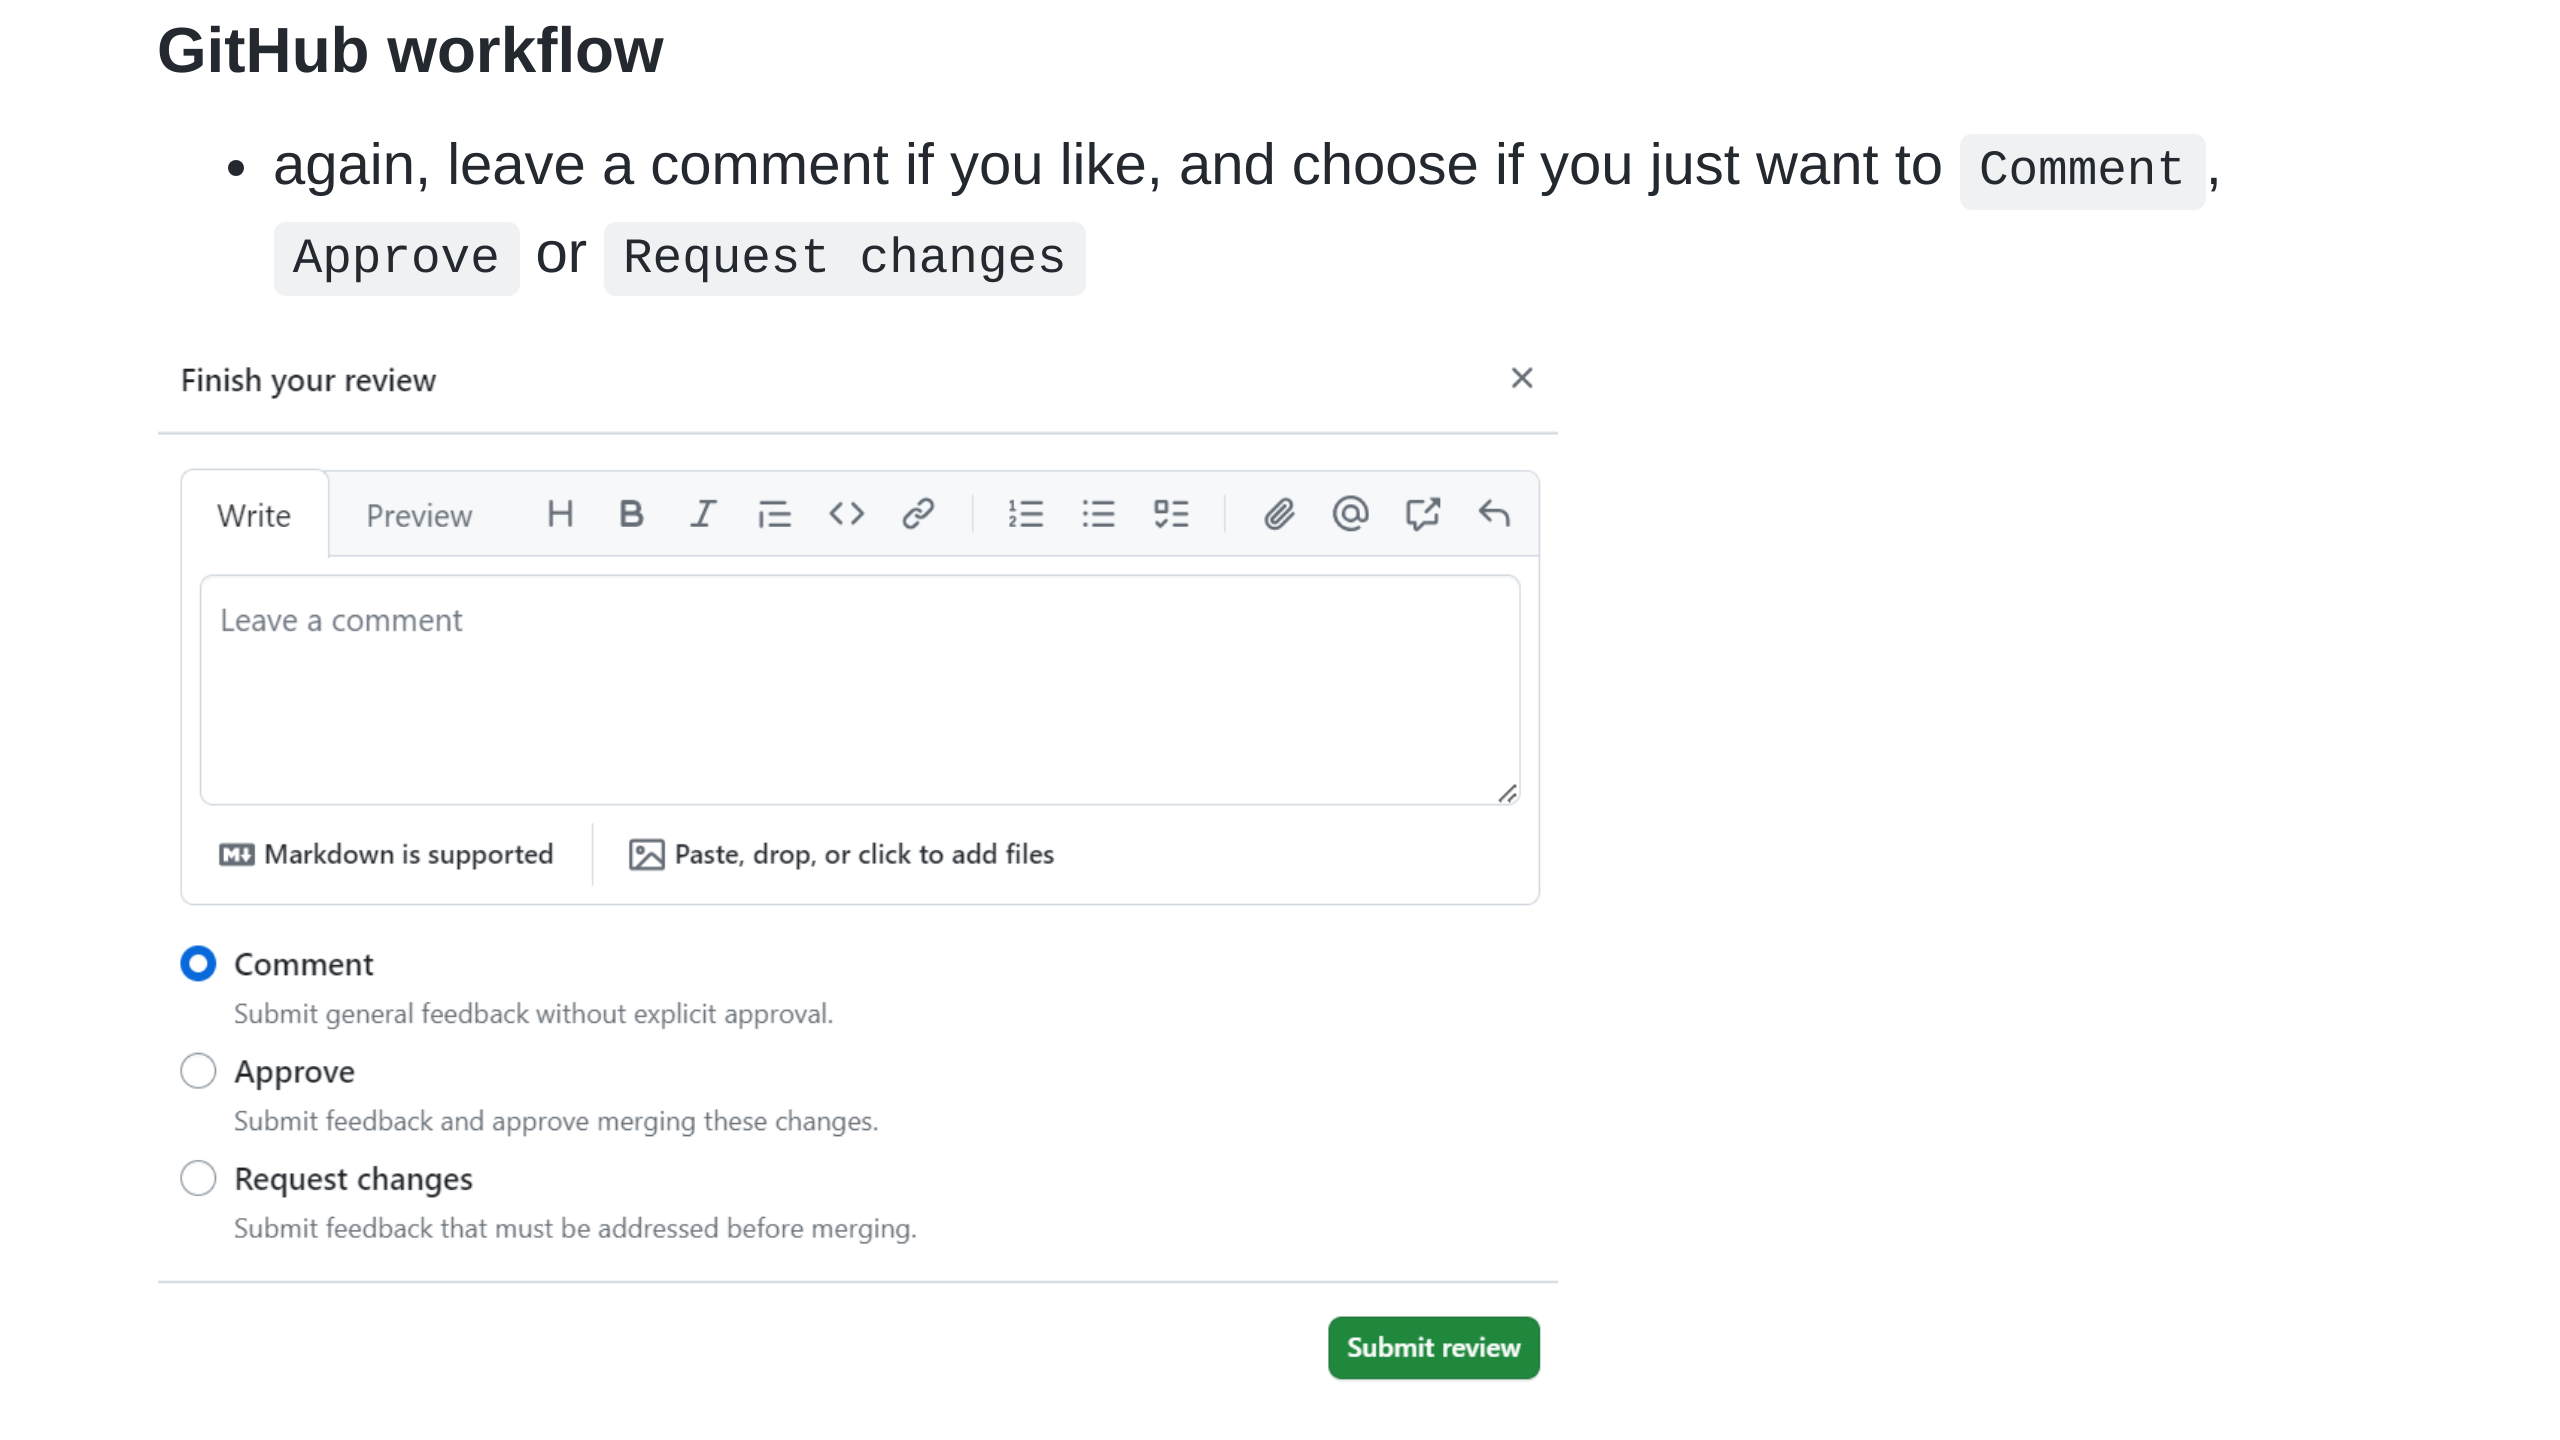 GitHub workflow
• again, leave a comment if you like, and choose if you just want to Comment,
Approve or Request changes
Finish your review
Write Preview
Leave a comment
Markdown is supported Paste, drop, or click to add files
Comment
Submit general feedback without explicit approval.
Approve
Submit feedback and approve merging these changes.
Request changes
Submit feedback that must be addressed before merging.
Submit review